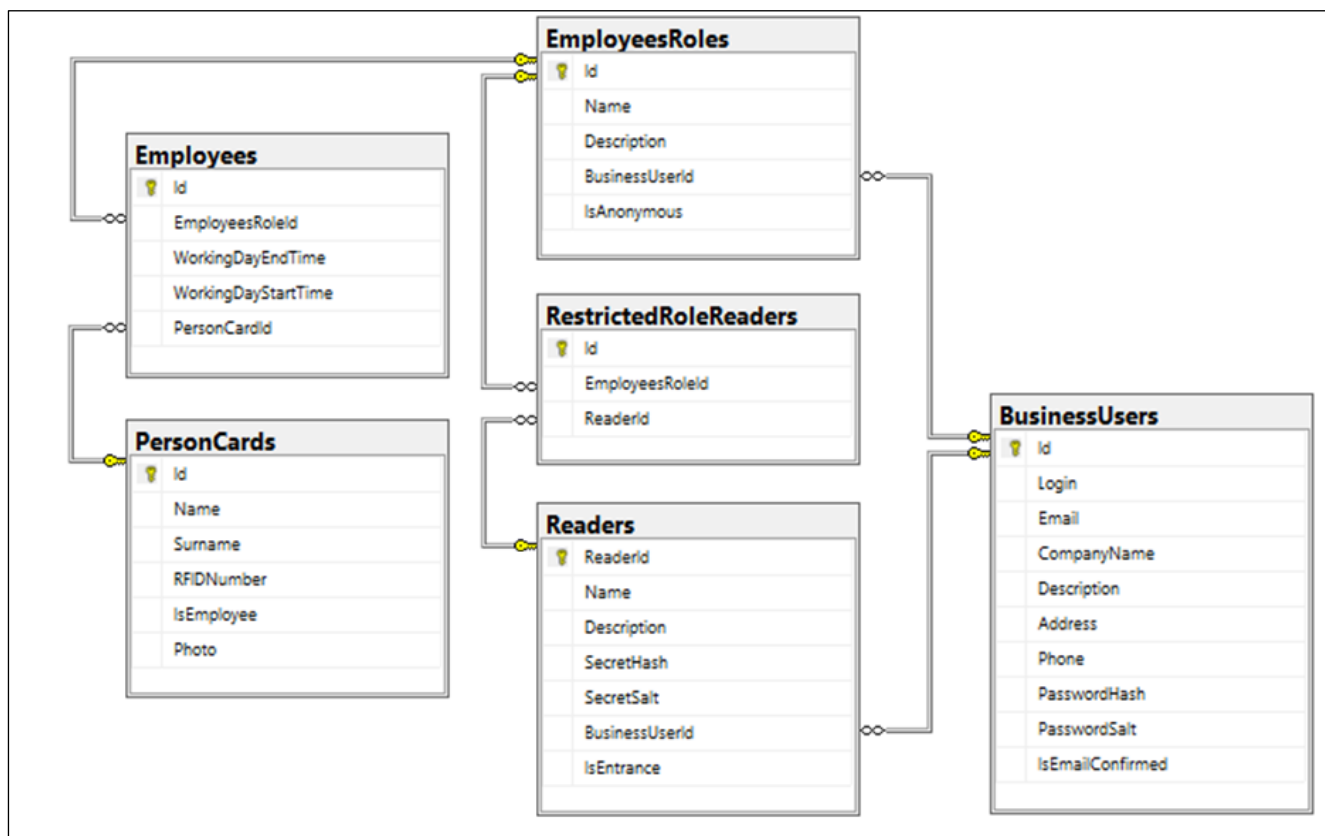 EmployeesRoles
Id
Name
Description
BusinessUserId
IsAnonymous
Employees
Id
EmployeesRoleId
WorkingDayEndTime
WorkingDayStartTime
PersonCardId
RestrictedRoleReaders
Id
EmployeesRoleId
ReaderId
PersonCards
Id
Name
Surname
RFIDNumber
IsEmployee
Photo
Readers
ReaderId
Name
Description
SecretHash
SecretSalt
BusinessUserId
IsEntrance
BusinessUsers
Id
Login
Email
CompanyName
Description
Address
Phone
PasswordHash
PasswordSalt
IsEmailConfirmed